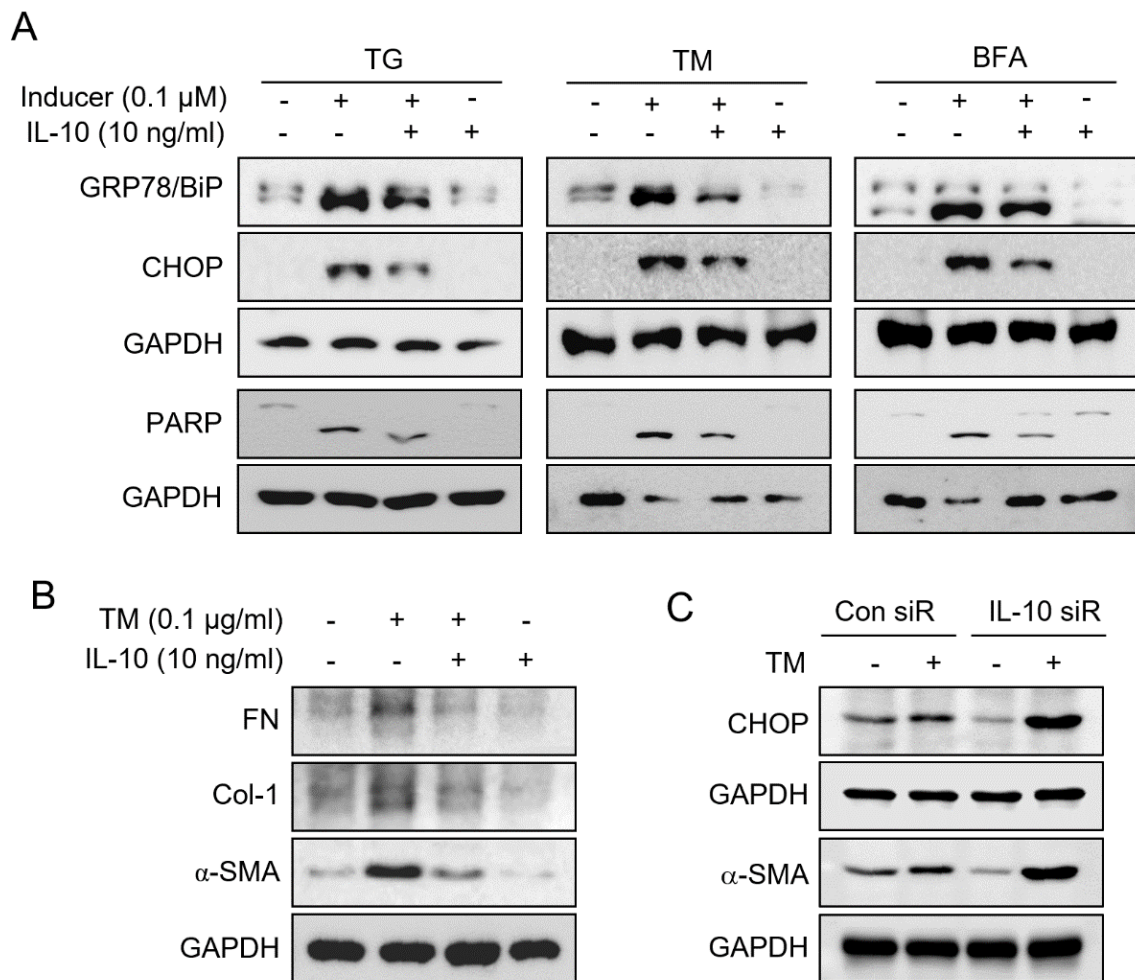 A
TG TM BFA
Inducer (0.1 µM) - + + - - + + - - + + -
IL-10 (10 ng/ml) - - + + - - + + - - + +
GRP78/BiP
CHOP
GAPDH
PARP
GAPDH
B
TM (0.1 µg/ml) - + + -
IL-10 (10 ng/ml) - - + +
FN
Col-1
α-SMA
GAPDH
C
Con siR IL-10 siR
TM - + - +
CHOP
GAPDH
α-SMA
GAPDH